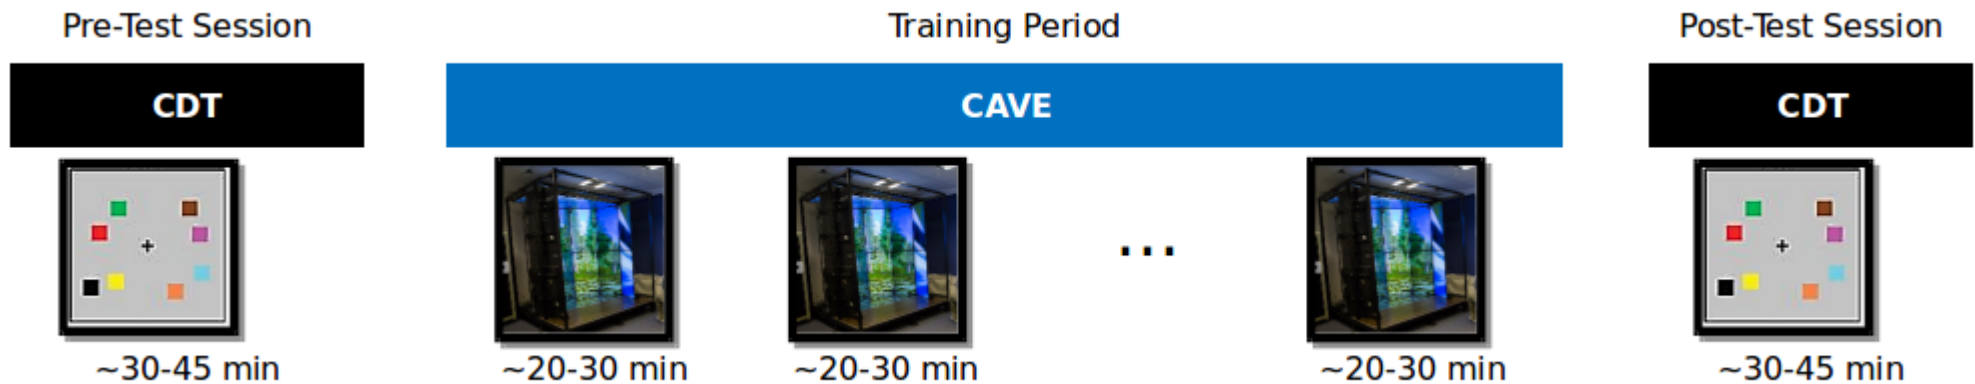 Pre-Test Session
Training Period
Post-Test Session
CDT
CAVE
CDT
...
~30-45 min
~20-30 min
~20-30 min
~20-30 min
~30-45 min